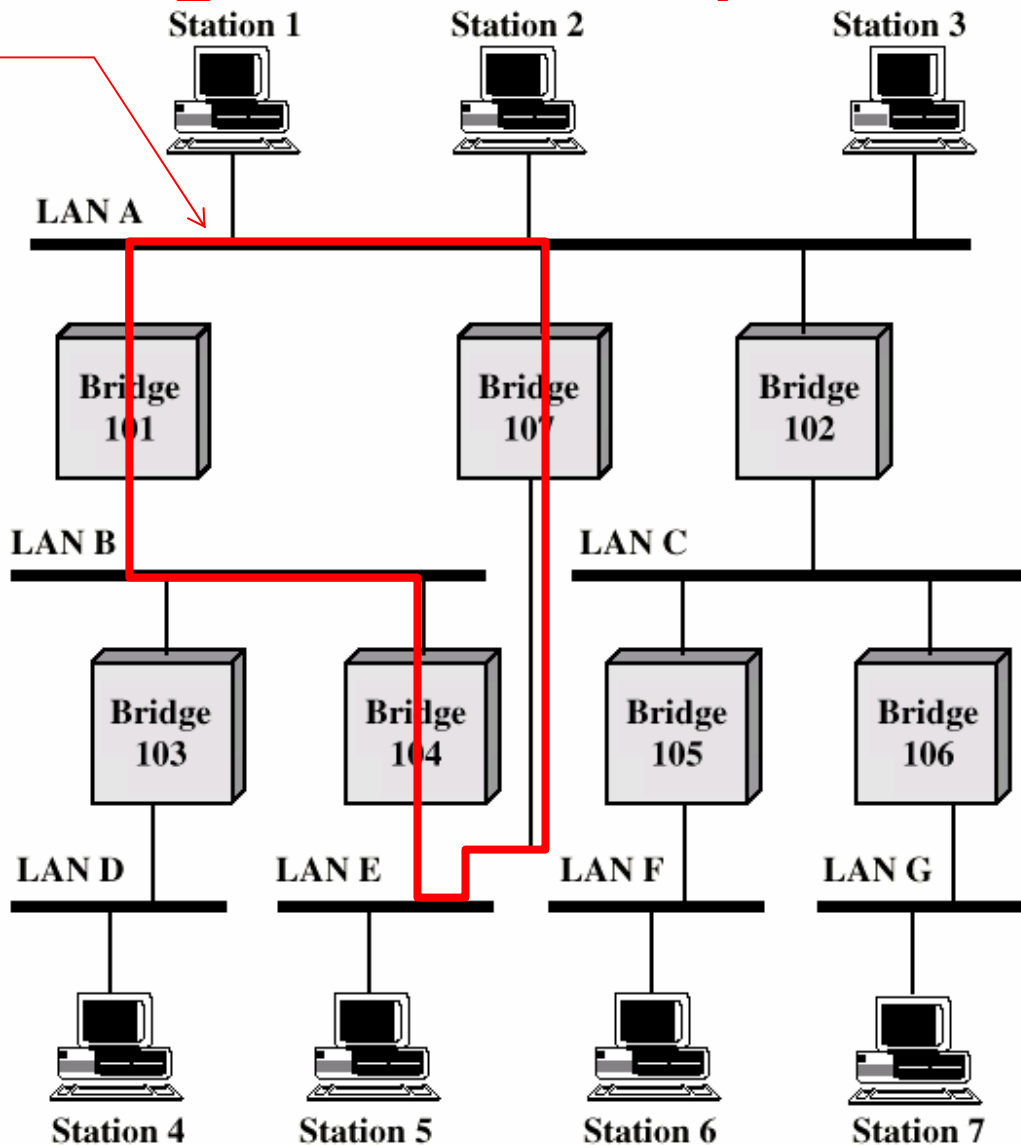 Station 1 Station 2 Station 3
LAN A
Bridge 101
Bridge 107
Bridge 102
LAN B LAN C
Bridge 103
Bridge 104
Bridge 105
Bridge 106
LAN D LAN E LAN F LAN G
Station 4 Station 5 Station 6 Station 7